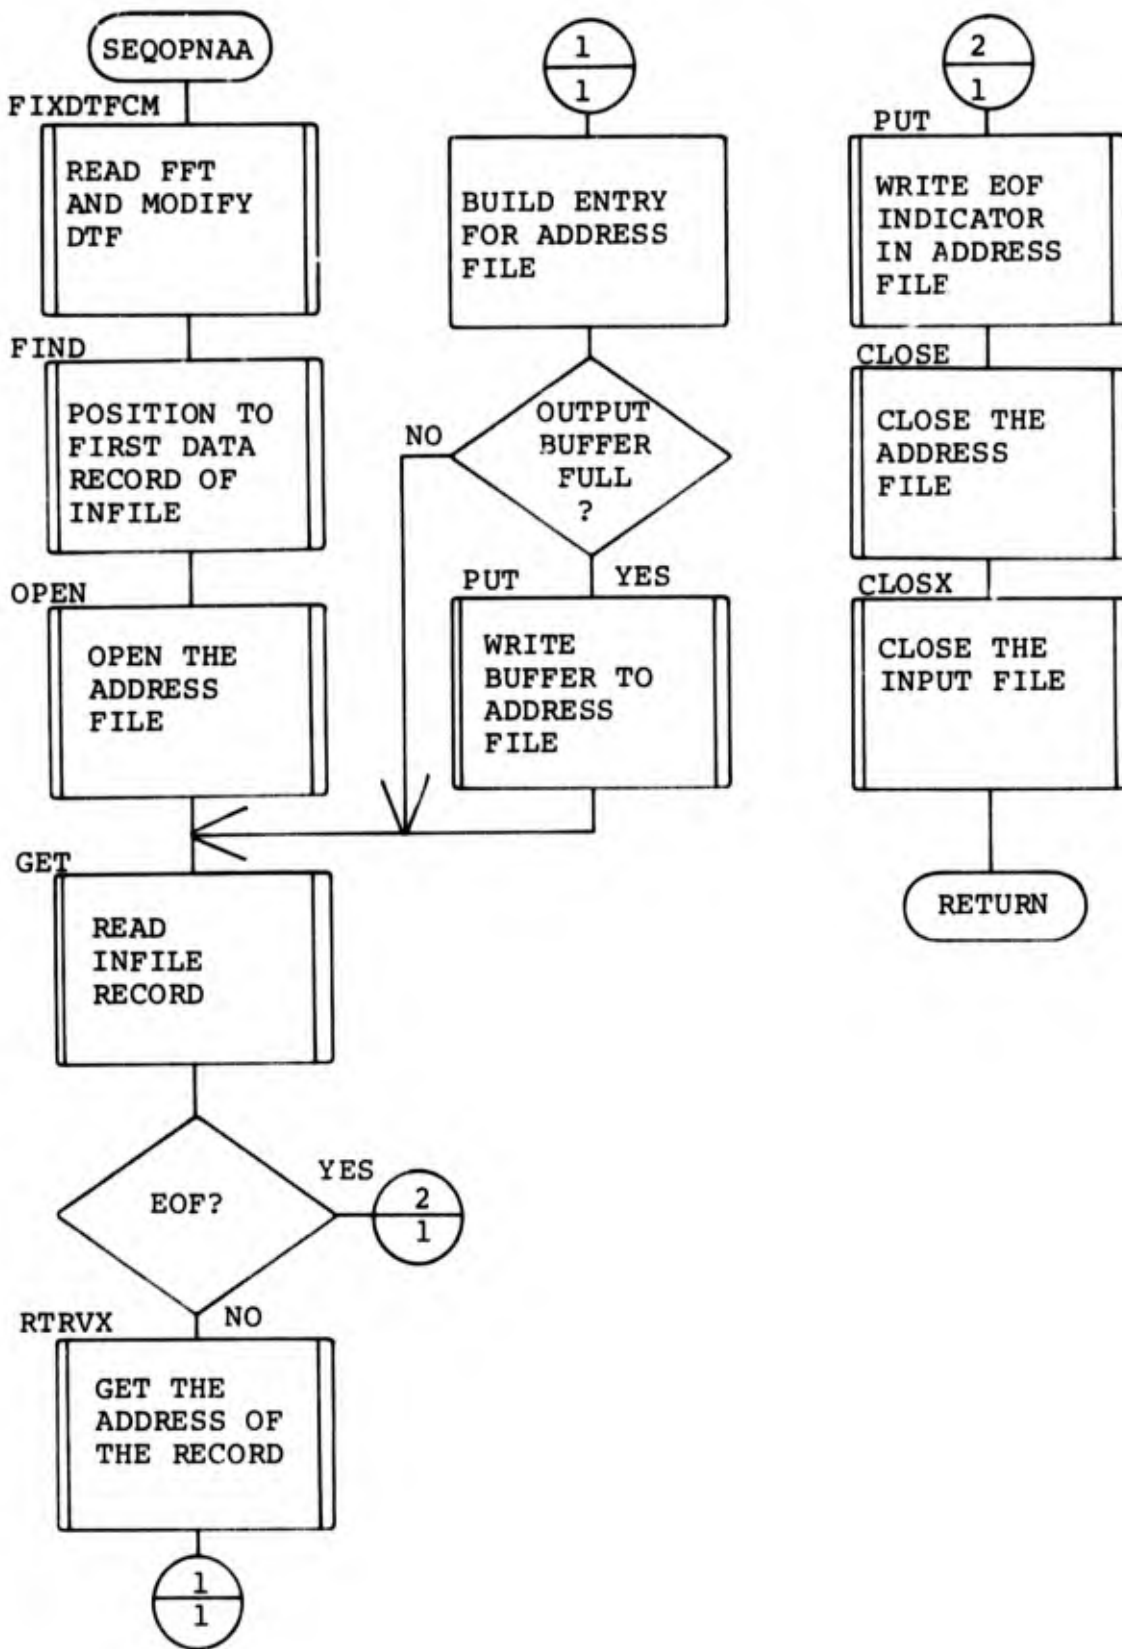 SEQOPNAA
FIXDTFCM
READ FFT
AND MODIFY
DTF
FIND
POSITION TO
FIRST DATA
RECORD OF
INFILE
OPEN
OPEN THE
ADDRESS
FILE
GET
READ
INFILE
RECORD
EOF?
YES
2
1
NO
RTRVX
GET THE
ADDRESS OF
THE RECORD
1
1
1
1
BUILD ENTRY
FOR ADDRESS
FILE
OUTPUT
BUFFER
FULL
?
NO
YES
PUT
WRITE
BUFFER TO
ADDRESS
FILE
2
1
PUT
WRITE EOF
INDICATOR
IN ADDRESS
FILE
CLOSE
CLOSE THE
ADDRESS
FILE
CLOSX
CLOSE THE
INPUT FILE
RETURN